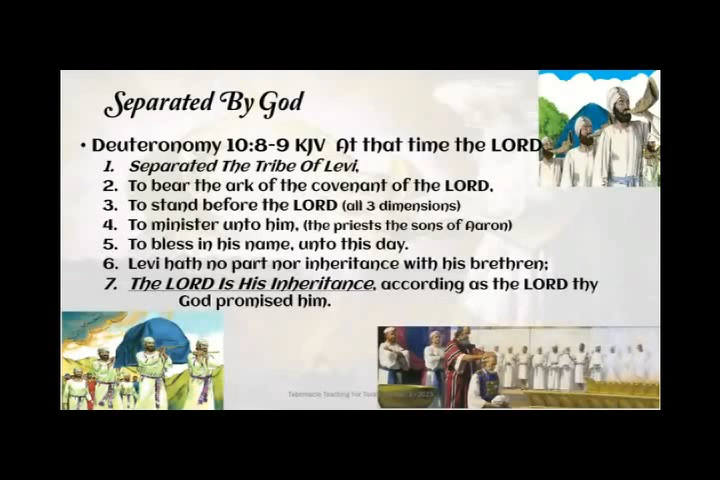 Separated By God
• Deuteronomy 10:8-9 KJV At that time the LORD
1. Separated The Tribe Of Levi,
2. To bear the ark of the covenant of the LORD,
3. To stand before the LORD (all 3 dimensions)
4. To minister unto him, (the priests the sons of Aaron)
5. To bless in his name, unto this day.
6. Levi hath no part nor inheritance with his brethren;
7. The LORD Is His Inheritance, according as the LORD thy
God promised him.
Tabernacle Teaching For
2023